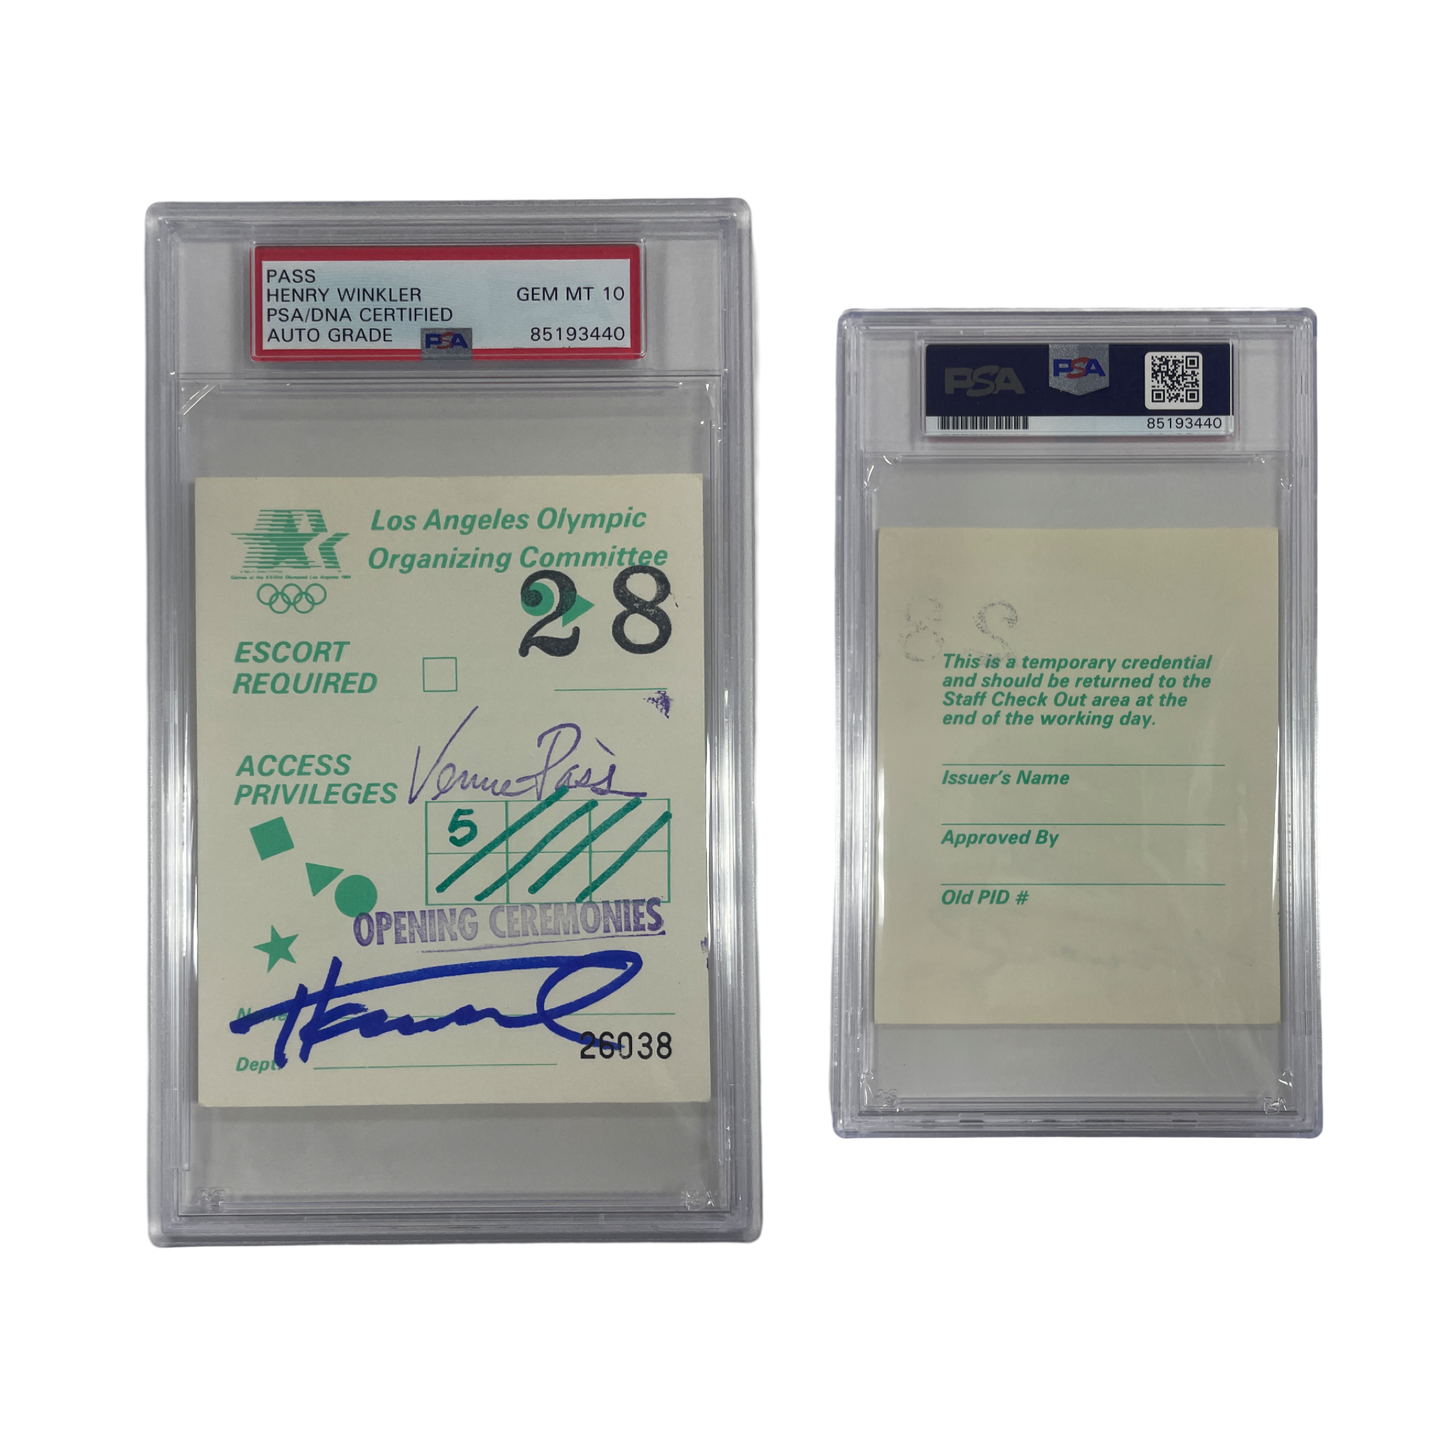 PASS
HENRY WINKLER GEM MT 10
PSA/DNA CERTIFIED
AUTO GRADE 85193440
PSA
Los Angeles Olympic
Organizing Committee
28
ESCORT
REQUIRED
Venue Pass
ACCESS
PRIVILEGES
5
OPENING CEREMONIES
Name
Dept.
26038
PSA PSA
85193440
28
This is a temporary credential
and should be returned to the
Staff Check Out area at the
end of the working day.
Issuer's Name
Approved By
Old PID #